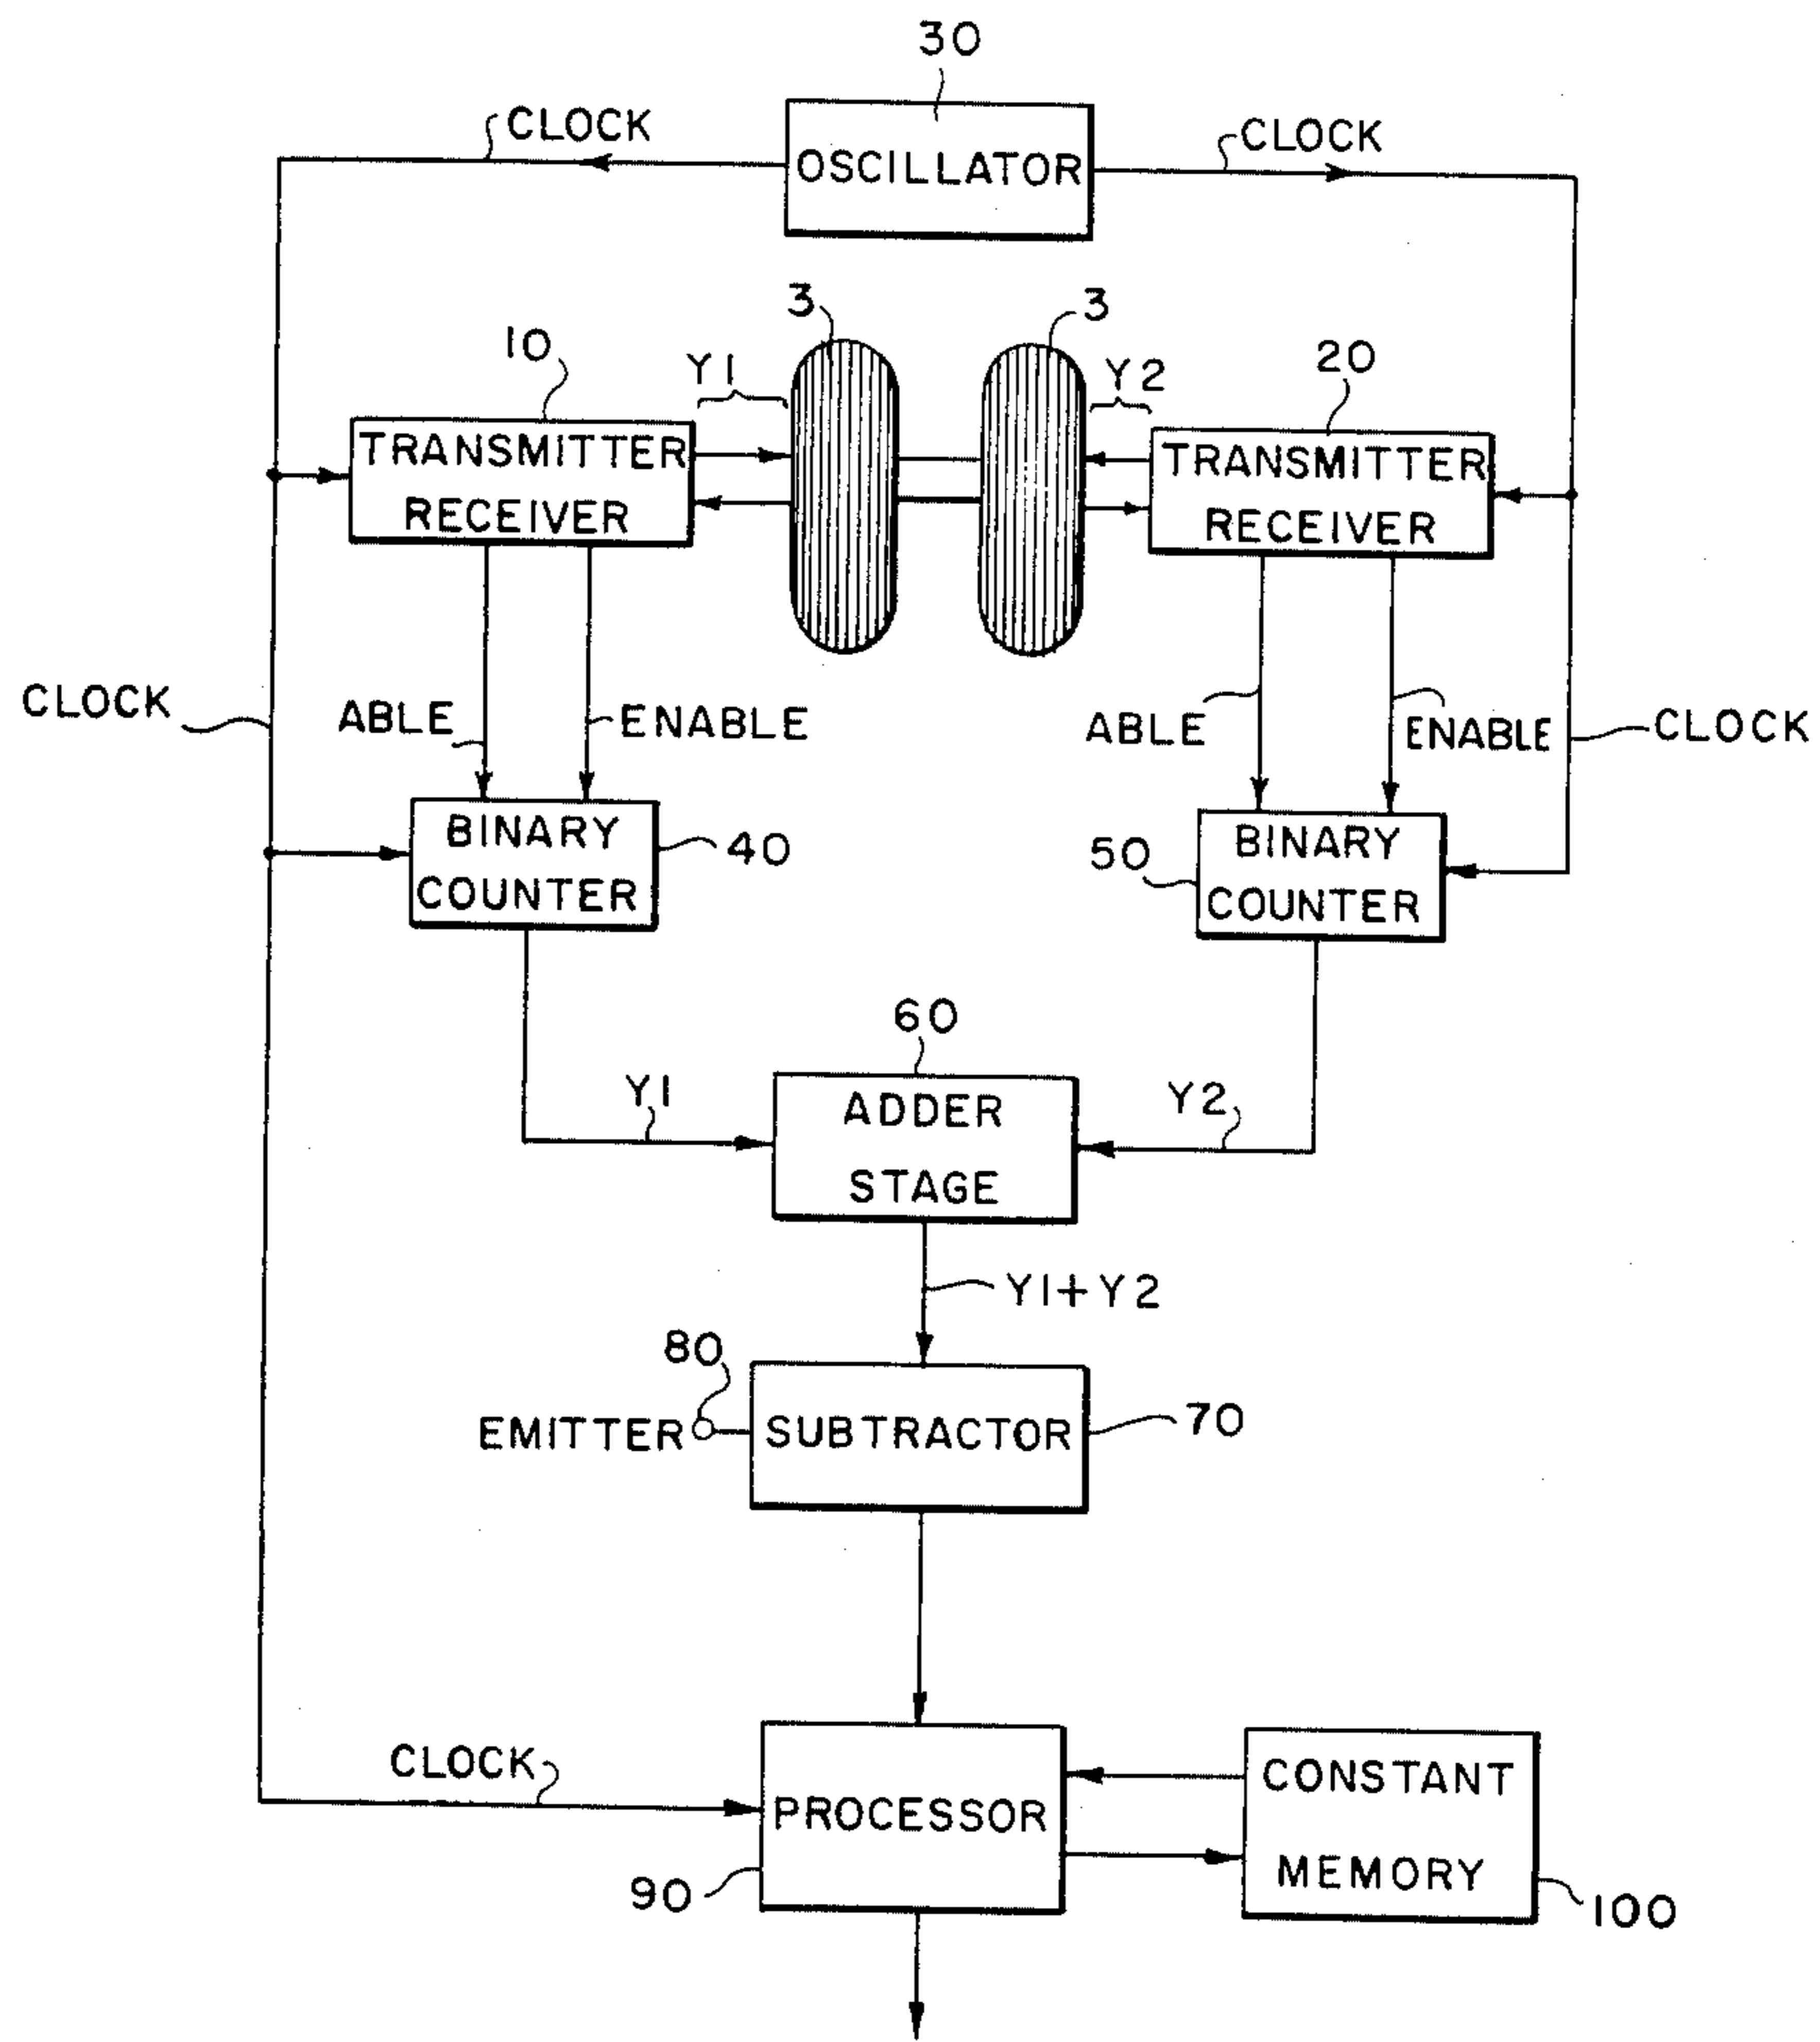 30
CLOCK
OSCILLATOR
CLOCK
3
3
10
Y1
Y2
20
TRANSMITTER
RECEIVER
TRANSMITTER
RECEIVER
CLOCK
ABLE
ENABLE
ABLE
ENABLE
CLOCK
BINARY
COUNTER
40
50
BINARY
COUNTER
60
Y1
ADDER
STAGE
Y2
Y1+Y2
80
EMITTER
SUBTRACTOR
70
CLOCK
PROCESSOR
90
CONSTANT
MEMORY
100